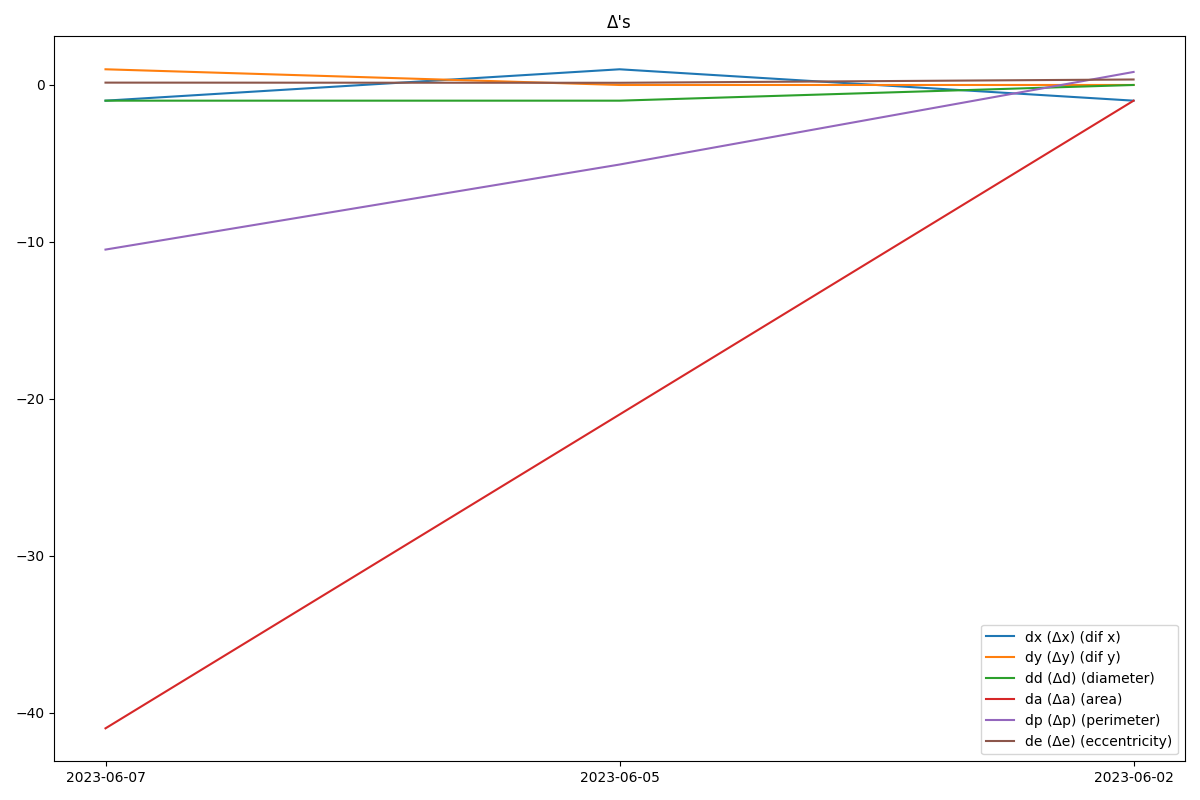 Δ's
0
−10
−20
−30
−40
2023-06-07
2023-06-05
2023-06-02
dx (Δx) (dif x)
dy (Δy) (dif y)
dd (Δd) (diameter)
da (Δa) (area)
dp (Δp) (perimeter)
de (Δe) (eccentricity)